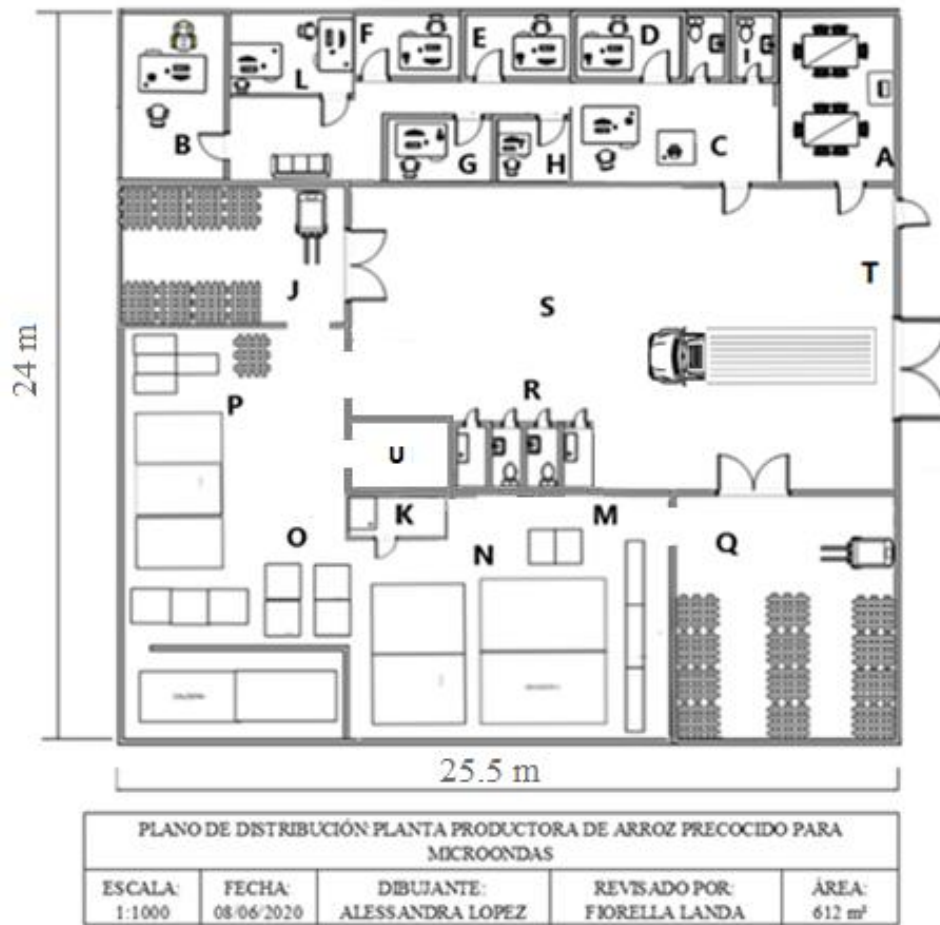 F
E
D
I
L
B
G
H
C
A
J
T
S
R
P
U
K
M
O
N
Q
24 m
25.5 m
PLANO DE DISTRIBUCIÓN: PLANTA PRODUCTORA DE ARROZ PRECOCIDO PARA
MICROONDAS
ESCALA:
1:1000
FECHA:
08/06/2020
DIBUJANTE:
ALESSANDRA LOPEZ
REVISADO POR:
FIORELLA LANDA
ÁREA:
612 m²